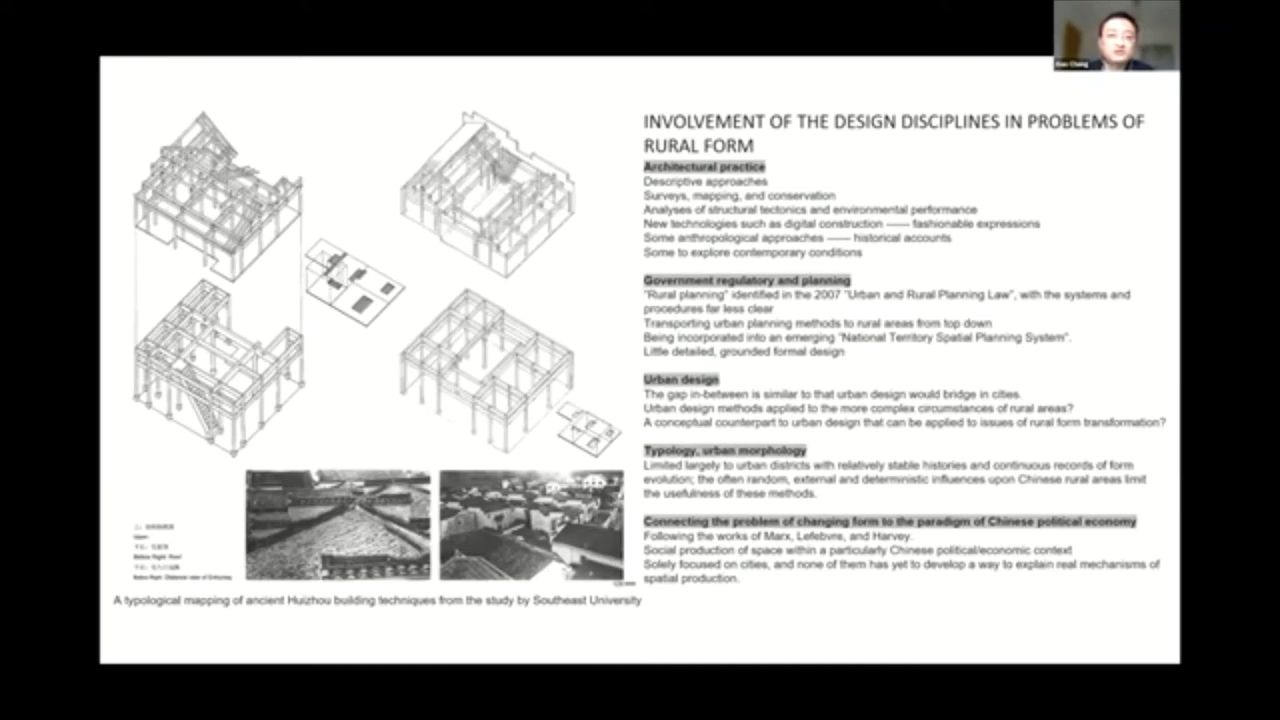 INVOLVEMENT OF THE DESIGN DISCIPLINES IN PROBLEMS OF
RURAL FORM
Architectural practice
Descriptive approaches
Surveys, mapping, and conservation
Analyses of structural tectonics and environmental performance
New technologies such as digital construction —— fashionable expressions
Some anthropological approaches —— historical accounts
Some to explore contemporary conditions
Government regulatory and planning
"Rural planning" identified in the 2007 "Urban and Rural Planning Law", with the systems and
procedures far less clear
Transporting urban planning methods to rural areas from top down
Being incorporated into an emerging "National Territory Spatial Planning System".
Little detailed, grounded formal design
Urban design
The gap in-between is similar to that urban design would bridge in cities.
Urban design methods applied to the more complex circumstances of rural areas?
A conceptual counterpart to urban design that can be applied to issues of rural form transformation?
Typology, urban morphology
Limited largely to urban districts with relatively stable histories and continuous records of form
evolution; the often random, external and deterministic influences upon Chinese rural areas limit
the usefulness of these methods.
Connecting the problem of changing form to the paradigm of Chinese political economy
Following the works of Marx, Lefebvre, and Harvey.
Social production of space within a particularly Chinese political/economic context
Solely focused on cities, and none of them has yet to develop a way to explain real mechanisms of
spatial production.
A typological mapping of ancient Huizhou building techniques from the study by Southeast University